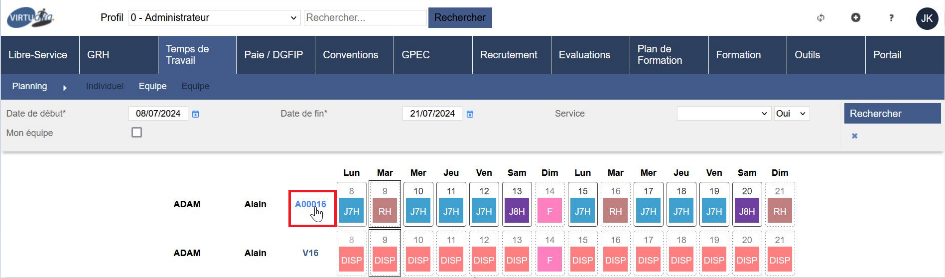 VIRTUALIA Profil 0 - Administrateur Rechercher... Rechercher ? JK
Libre-Service GRH Temps de Travail Paie / DGFIP Conventions GPEC Recrutement Evaluations Plan de Formation Formation Outils Portail
Planning Individuel Equipe Equipe
Date de début* 08/07/2024 Date de fin* 21/07/2024 Service Oui Rechercher
Mon équipe
Lun Mar Mer Jeu Ven Sam Dim Lun Mar Mer Jeu Ven Sam Dim
8 9 10 11 12 13 14 15 16 17 18 19 20 21
ADAM Alain A00016 J7H RH J7H J7H J7H J8H F J7H RH J7H J7H J7H J8H RH
8 9 10 11 12 13 14 15 16 17 18 19 20 21
ADAM Alain V16 DISP DISP DISP DISP DISP DISP F DISP DISP DISP DISP DISP DISP DISP